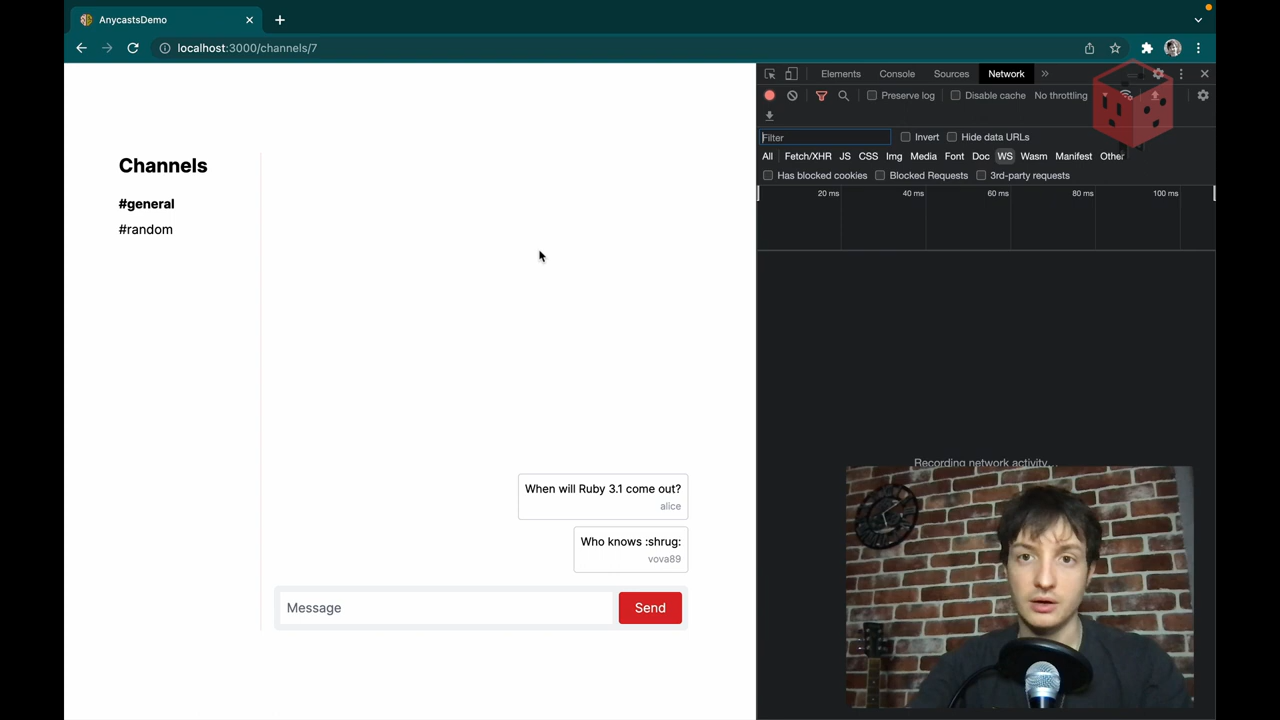 AnycastsDemo
localhost:3000/channels/7
Elements Console Sources Network
Preserve log Disable cache No throttling
Filter Invert Hide data URLs
All Fetch/XHR JS CSS Img Media Font Doc WS Wasm Manifest Other
Has blocked cookies Blocked Requests 3rd-party requests
20 ms 40 ms 60 ms 80 ms 100 ms
Channels
#general
#random
Recording network activity...
When will Ruby 3.1 come out?
alice
Who knows :shrug:
vova89
Message Send